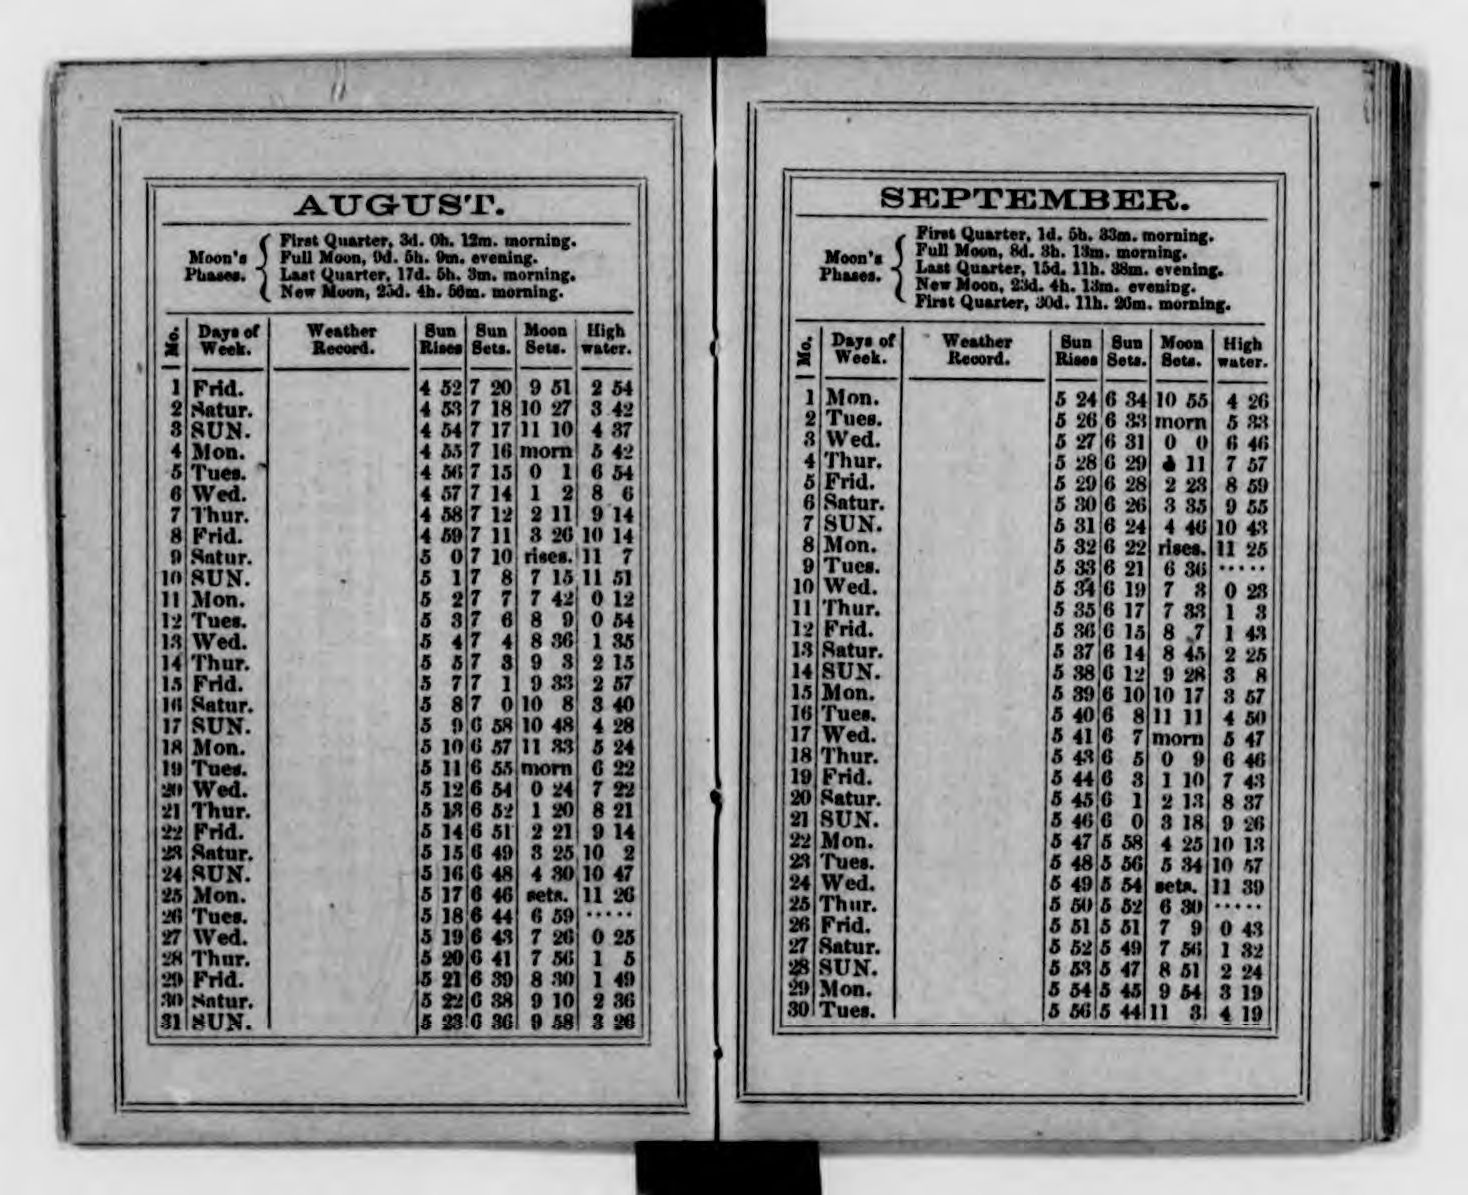 AUGUST.
Moon's Phases.
First Quarter, 3d. 0h. 12m. morning.
Full Moon, 9d. 5h. 9m. evening.
Last Quarter, 17d. 5h. 3m. morning.
New Moon, 25d. 4h. 56m. morning.
Mo. Days of Week. Weather Record. Sun Rises Sun Sets. Moon Sets. High water.
1 Frid. 4 52 7 20 9 51 2 54
2 Satur. 4 53 7 18 10 27 3 42
3 SUN. 4 54 7 17 11 10 4 37
4 Mon. 4 55 7 16 morn 5 42
5 Tues. 4 56 7 15 0 1 6 54
6 Wed. 4 57 7 14 1 2 8 6
7 Thur. 4 58 7 12 2 11 9 14
8 Frid. 4 59 7 11 3 26 10 14
9 Satur. 5 0 7 10 rises. 11 7
10 SUN. 5 1 7 8 7 15 11 51
11 Mon. 5 2 7 7 7 42 0 12
12 Tues. 5 3 7 6 8 9 0 54
13 Wed. 5 4 7 4 8 36 1 35
14 Thur. 5 5 7 3 9 3 2 15
15 Frid. 5 7 7 1 9 33 2 57
16 Satur. 5 8 7 0 10 8 3 40
17 SUN. 5 9 6 58 10 48 4 28
18 Mon. 5 10 6 57 11 33 5 24
19 Tues. 5 11 6 55 morn 6 22
20 Wed. 5 12 6 54 0 24 7 22
21 Thur. 5 13 6 52 1 20 8 21
22 Frid. 5 14 6 51 2 21 9 14
23 Satur. 5 15 6 49 3 25 10 2
24 SUN. 5 16 6 48 4 30 10 47
25 Mon. 5 17 6 46 sets. 11 26
26 Tues. 5 18 6 44 6 59 .....
27 Wed. 5 19 6 43 7 26 0 25
28 Thur. 5 20 6 41 7 56 1 5
29 Frid. 5 21 6 39 8 30 1 49
30 Satur. 5 22 6 38 9 10 2 36
31 SUN. 5 23 6 36 9 58 3 26
SEPTEMBER.
Moon's Phases.
First Quarter, 1d. 5h. 33m. morning.
Full Moon, 8d. 3h. 13m. morning.
Last Quarter, 15d. 11h. 38m. evening.
New Moon, 23d. 4h. 13m. evening.
First Quarter, 30d. 11h. 26m. morning.
Mo. Days of Week. Weather Record. Sun Rises Sun Sets. Moon Sets. High water.
1 Mon. 5 24 6 34 10 55 4 26
2 Tues. 5 26 6 33 morn 5 33
3 Wed. 5 27 6 31 0 0 6 46
4 Thur. 5 28 6 29 11 7 57
5 Frid. 5 29 6 28 2 23 8 59
6 Satur. 5 30 6 26 3 35 9 55
7 SUN. 5 31 6 24 4 46 10 43
8 Mon. 5 32 6 22 rises. 11 25
9 Tues. 5 33 6 21 6 36 .....
10 Wed. 5 34 6 19 7 3 0 23
11 Thur. 5 35 6 17 7 33 1 3
12 Frid. 5 36 6 15 8 7 1 43
13 Satur. 5 37 6 14 8 45 2 25
14 SUN. 5 38 6 12 9 28 3 8
15 Mon. 5 39 6 10 10 17 3 57
16 Tues. 5 40 6 8 11 11 4 50
17 Wed. 5 41 6 7 morn 5 47
18 Thur. 5 43 6 5 0 9 6 46
19 Frid. 5 44 6 3 1 10 7 43
20 Satur. 5 45 6 1 2 13 8 37
21 SUN. 5 46 6 0 3 18 9 26
22 Mon. 5 47 5 58 4 25 10 13
23 Tues. 5 48 5 56 5 34 10 57
24 Wed. 5 49 5 54 sets. 11 39
25 Thur. 5 50 5 52 6 30 .....
26 Frid. 5 51 5 51 7 9 0 43
27 Satur. 5 52 5 49 7 56 1 32
28 SUN. 5 53 5 47 8 51 2 24
29 Mon. 5 54 5 45 9 54 3 19
30 Tues. 5 56 5 44 11 3 4 19